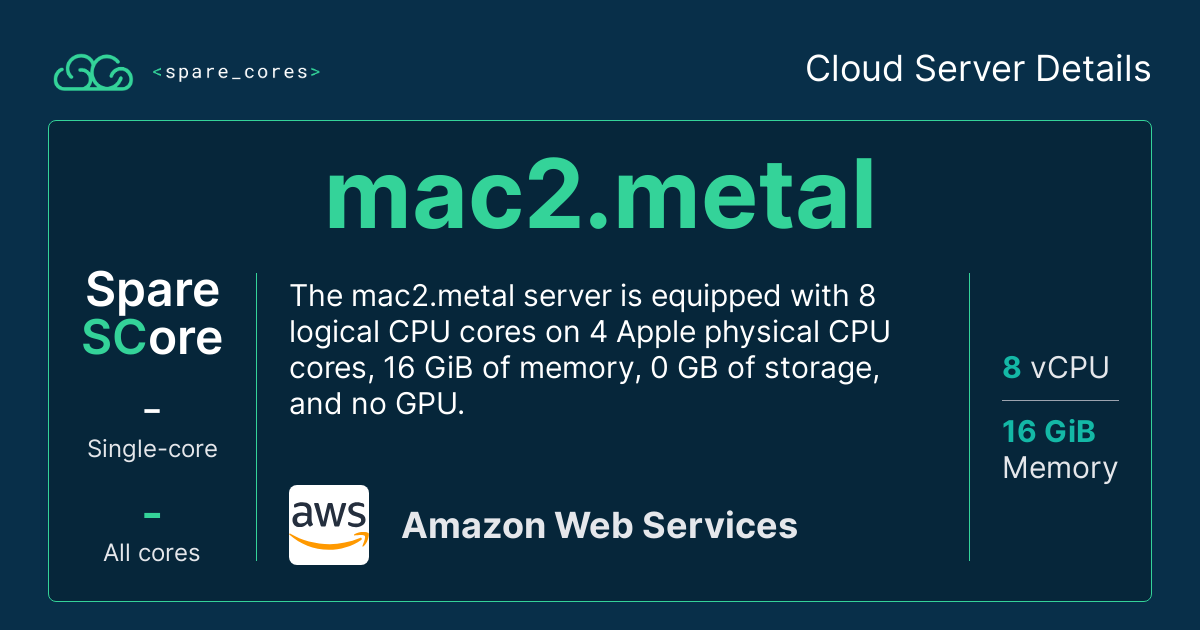 <spare_cores>
Cloud Server Details
mac2.metal
Spare
SCore
–
Single-core
–
All cores
The mac2.metal server is equipped with 8
logical CPU cores on 4 Apple physical CPU
cores, 16 GiB of memory, 0 GB of storage,
and no GPU.
aws
Amazon Web Services
8 vCPU
16 GiB
Memory